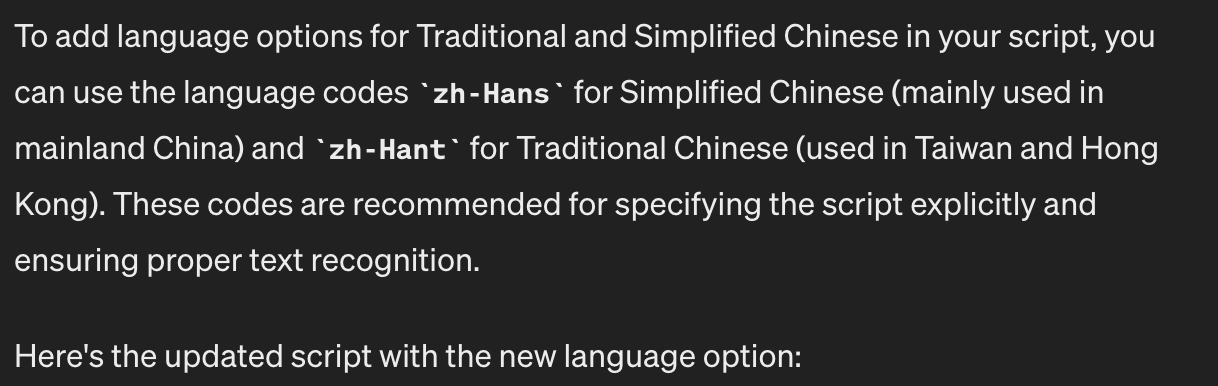 To add language options for Traditional and Simplified Chinese in your script, you
can use the language codes `zh-Hans` for Simplified Chinese (mainly used in
mainland China) and `zh-Hant` for Traditional Chinese (used in Taiwan and Hong
Kong). These codes are recommended for specifying the script explicitly and
ensuring proper text recognition.
Here's the updated script with the new language option: